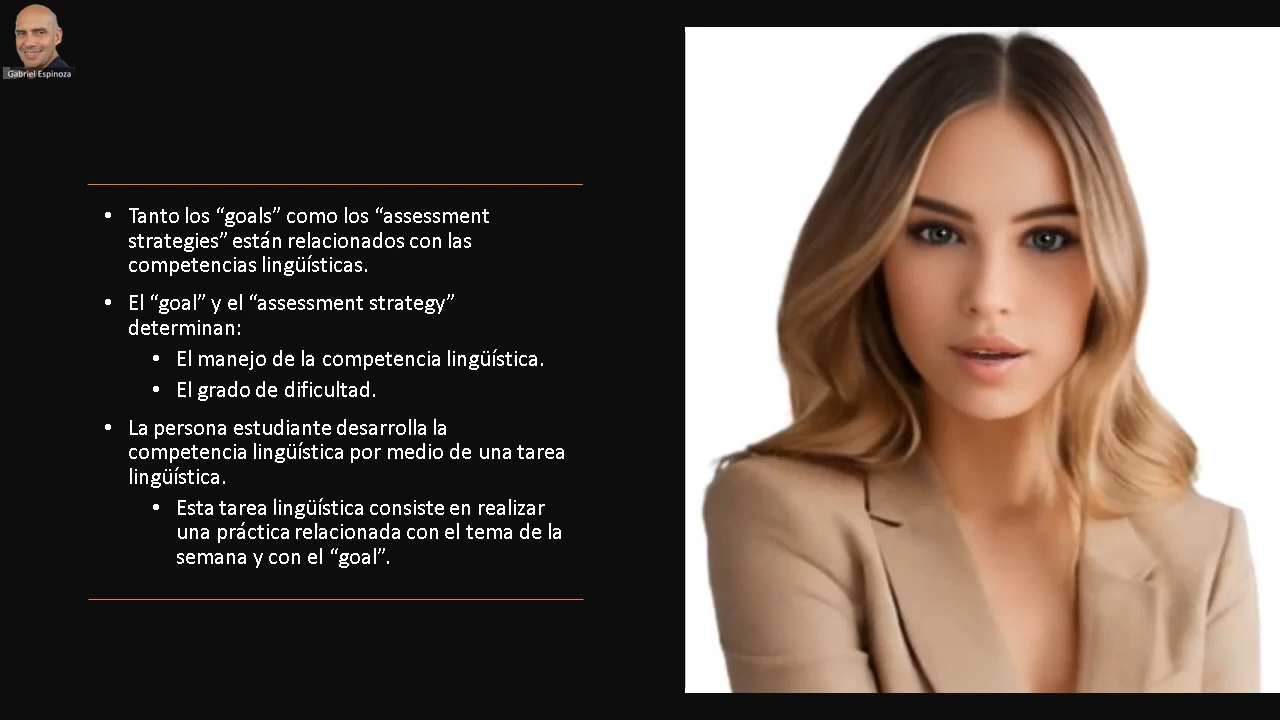 Gabriel Espinoza
• Tanto los “goals” como los “assessment
strategies” están relacionados con las
competencias lingüísticas.
• El “goal” y el “assessment strategy”
determinan:
• El manejo de la competencia lingüística.
• El grado de dificultad.
• La persona estudiante desarrolla la
competencia lingüística por medio de una tarea
lingüística.
• Esta tarea lingüística consiste en realizar
una práctica relacionada con el tema de la
semana y con el “goal”.